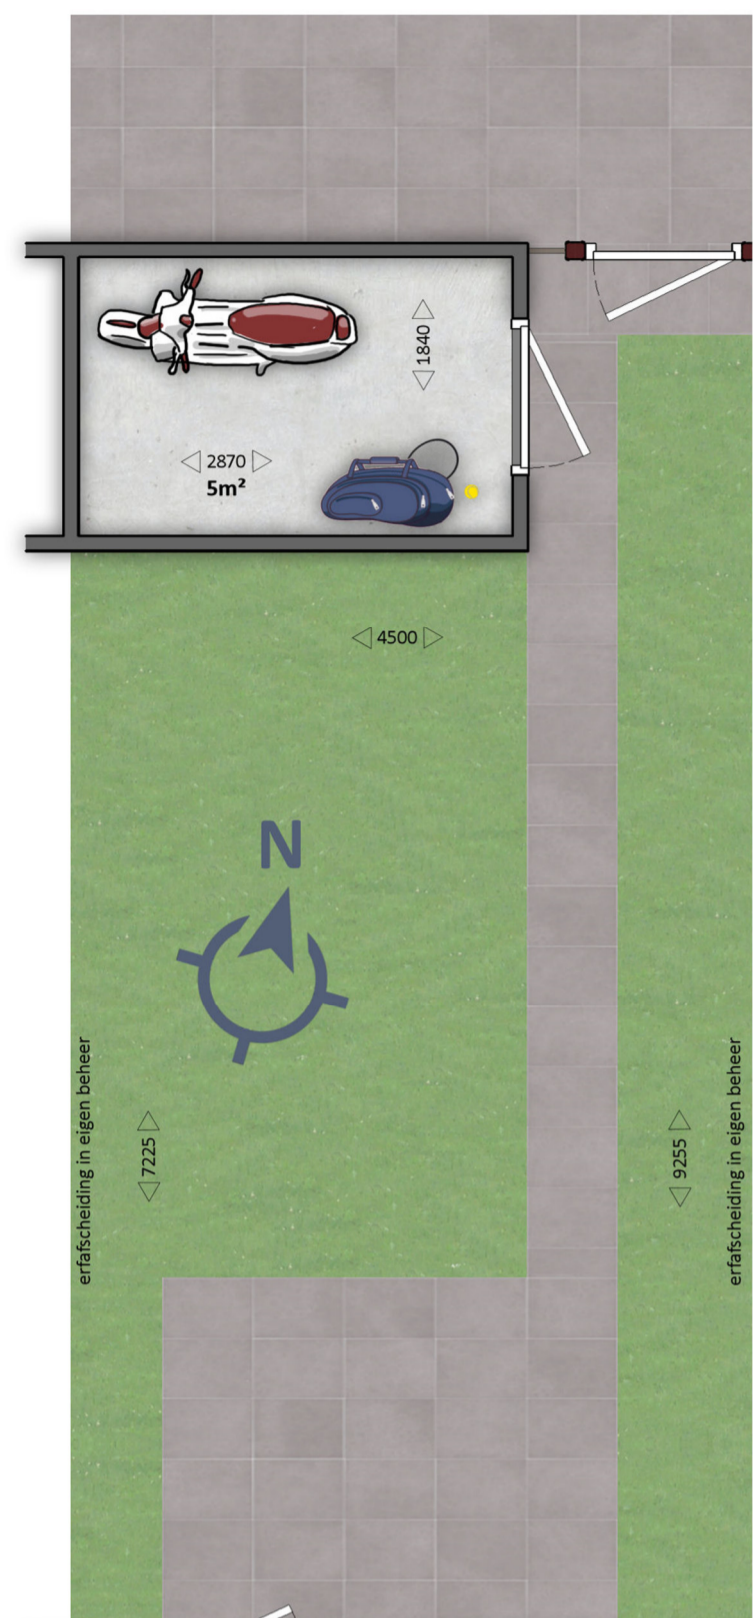 1840
2870
5m²
4500
N
erfafscheiding in eigen beheer
erfafscheiding in eigen beheer
7225
9255